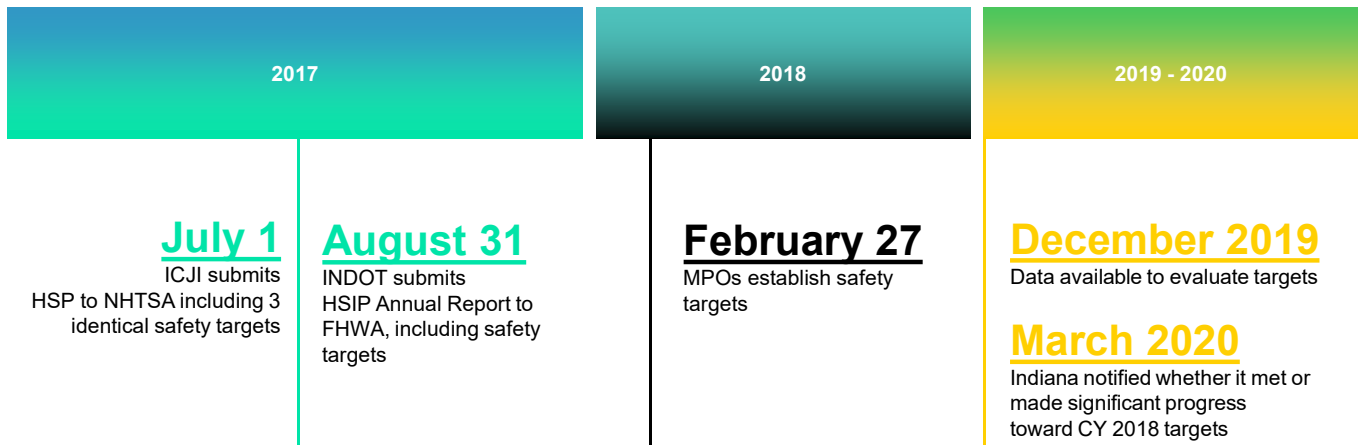 2017
2018
2019 - 2020
July 1
ICJI submits
HSP to NHTSA including 3
identical safety targets
August 31
INDOT submits
HSIP Annual Report to
FHWA, including safety
targets
February 27
MPOs establish safety
targets
December 2019
Data available to evaluate targets
March 2020
Indiana notified whether it met or
made significant progress
toward CY 2018 targets